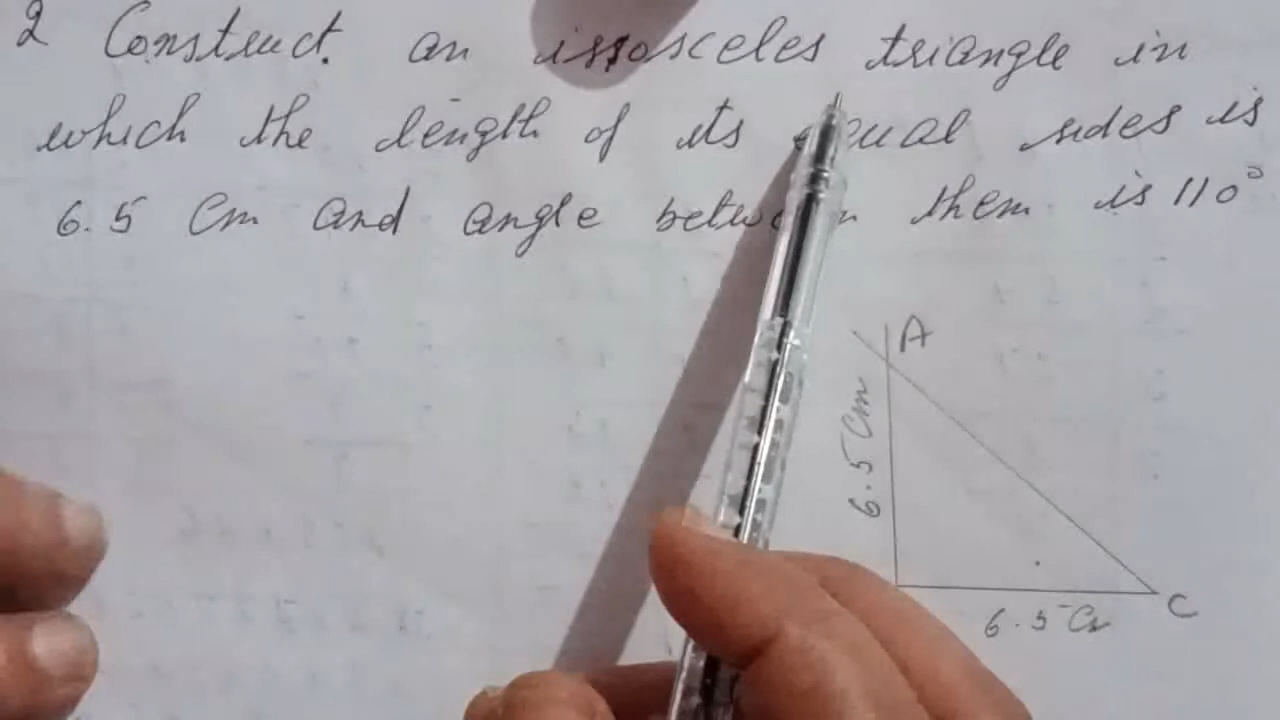 2 Construct. an issosceles triangle in
which the length of its equal sides is
6.5 Cm and angle between them is 110°
A
6.5 Cm
C
6.5 Cm